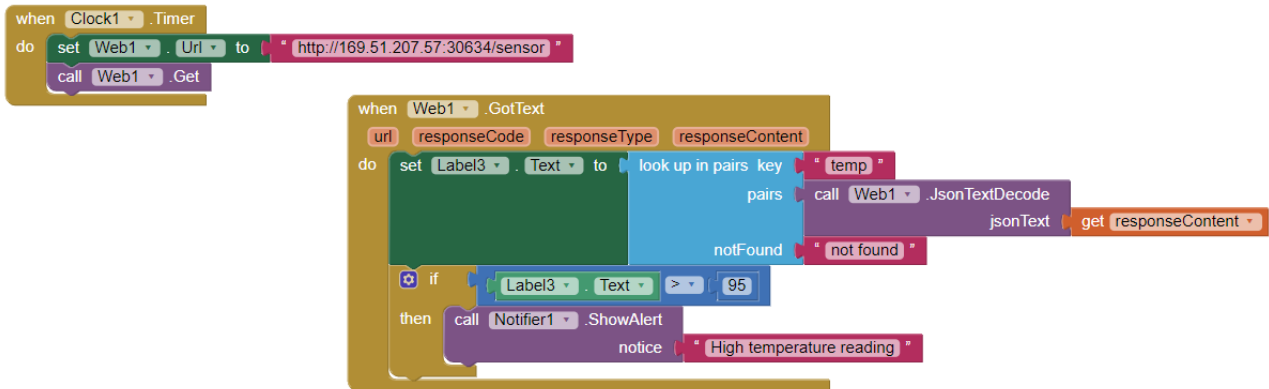 when Clock1 .Timer
do set Web1 . Url to " http://169.51.207.57:30634/sensor "
call Web1 .Get
when Web1 .GotText
url responseCode responseType responseContent
do set Label3 . Text to look up in pairs key " temp "
pairs call Web1 .JsonTextDecode
jsonText get responseContent
notFound " not found "
if Label3 . Text > 95
then call Notifier1 .ShowAlert
notice " High temperature reading "